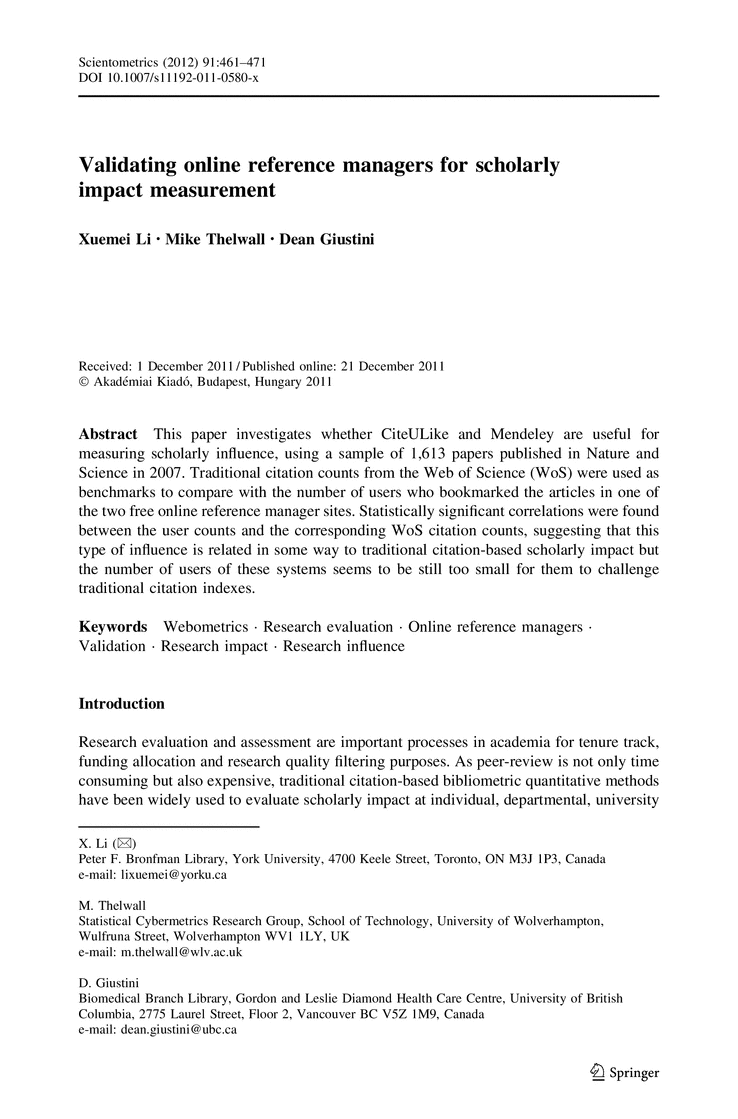 Scientometrics (2012) 91:461–471
DOI 10.1007/s11192-011-0580-x
Validating online reference managers for scholarly
impact measurement
Xuemei Li · Mike Thelwall · Dean Giustini
Received: 1 December 2011 / Published online: 21 December 2011
© Akadémiai Kiadó, Budapest, Hungary 2011
Abstract This paper investigates whether CiteULike and Mendeley are useful for
measuring scholarly influence, using a sample of 1,613 papers published in Nature and
Science in 2007. Traditional citation counts from the Web of Science (WoS) were used as
benchmarks to compare with the number of users who bookmarked the articles in one of
the two free online reference manager sites. Statistically significant correlations were found
between the user counts and the corresponding WoS citation counts, suggesting that this
type of influence is related in some way to traditional citation-based scholarly impact but
the number of users of these systems seems to be still too small for them to challenge
traditional citation indexes.
Keywords Webometrics · Research evaluation · Online reference managers ·
Validation · Research impact · Research influence
Introduction
Research evaluation and assessment are important processes in academia for tenure track,
funding allocation and research quality filtering purposes. As peer-review is not only time
consuming but also expensive, traditional citation-based bibliometric quantitative methods
have been widely used to evaluate scholarly impact at individual, departmental, university
X. Li (✉)
Peter F. Bronfman Library, York University, 4700 Keele Street, Toronto, ON M3J 1P3, Canada
e-mail: lixuemei@yorku.ca
M. Thelwall
Statistical Cybermetrics Research Group, School of Technology, University of Wolverhampton,
Wulfruna Street, Wolverhampton WV1 1LY, UK
e-mail: m.thelwall@wlv.ac.uk
D. Giustini
Biomedical Branch Library, Gordon and Leslie Diamond Health Care Centre, University of British
Columbia, 2775 Laurel Street, Floor 2, Vancouver BC V5Z 1M9, Canada
e-mail: dean.giustini@ubc.ca
Springer